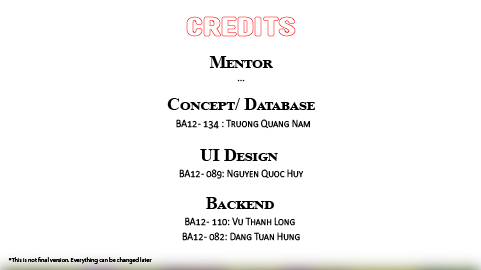 CREDITS
MENTOR
...
CONCEPT/ DATABASE
BA12- 134 : TRUONG QUANG NAM
UI DESIGN
BA12- 089: NGUYEN QUOC HUY
BACKEND
BA12- 110: VU THANH LONG
BA12- 082: DANG TUAN HUNG
*This is not final version. Everything can be changed later